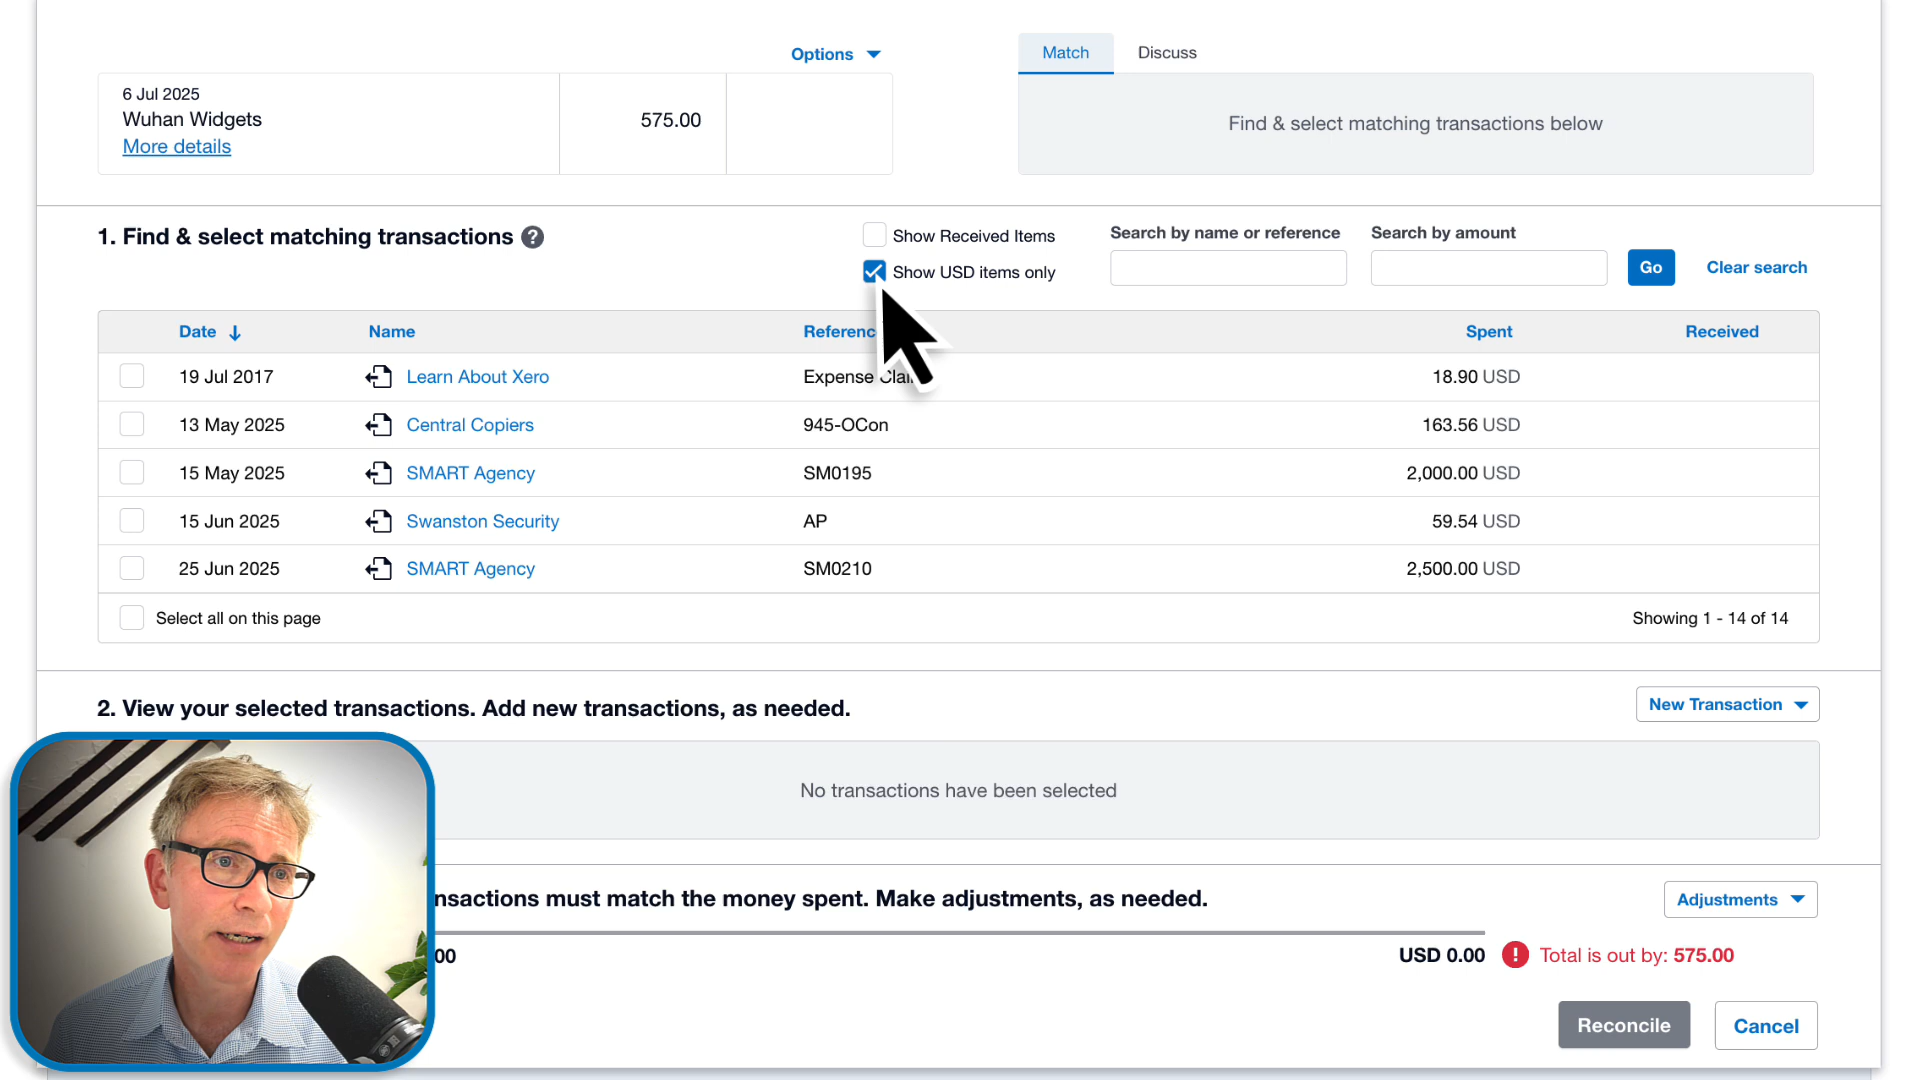 Options
Match
Discuss
6 Jul 2025
Wuhan Widgets
More details
575.00
Find & select matching transactions below
1. Find & select matching transactions ?
Show Received Items
Show USD items only
Search by name or reference
Search by amount
Go
Clear search
Date ↓ Name Referenc Spent Received
19 Jul 2017 Learn About Xero Expense Clai 18.90 USD
13 May 2025 Central Copiers 945-OCon 163.56 USD
15 May 2025 SMART Agency SM0195 2,000.00 USD
15 Jun 2025 Swanston Security AP 59.54 USD
25 Jun 2025 SMART Agency SM0210 2,500.00 USD
Select all on this page Showing 1 - 14 of 14
2. View your selected transactions. Add new transactions, as needed.
New Transaction
No transactions have been selected
nsactions must match the money spent. Make adjustments, as needed.
Adjustments
00 USD 0.00 ! Total is out by: 575.00
Reconcile Cancel